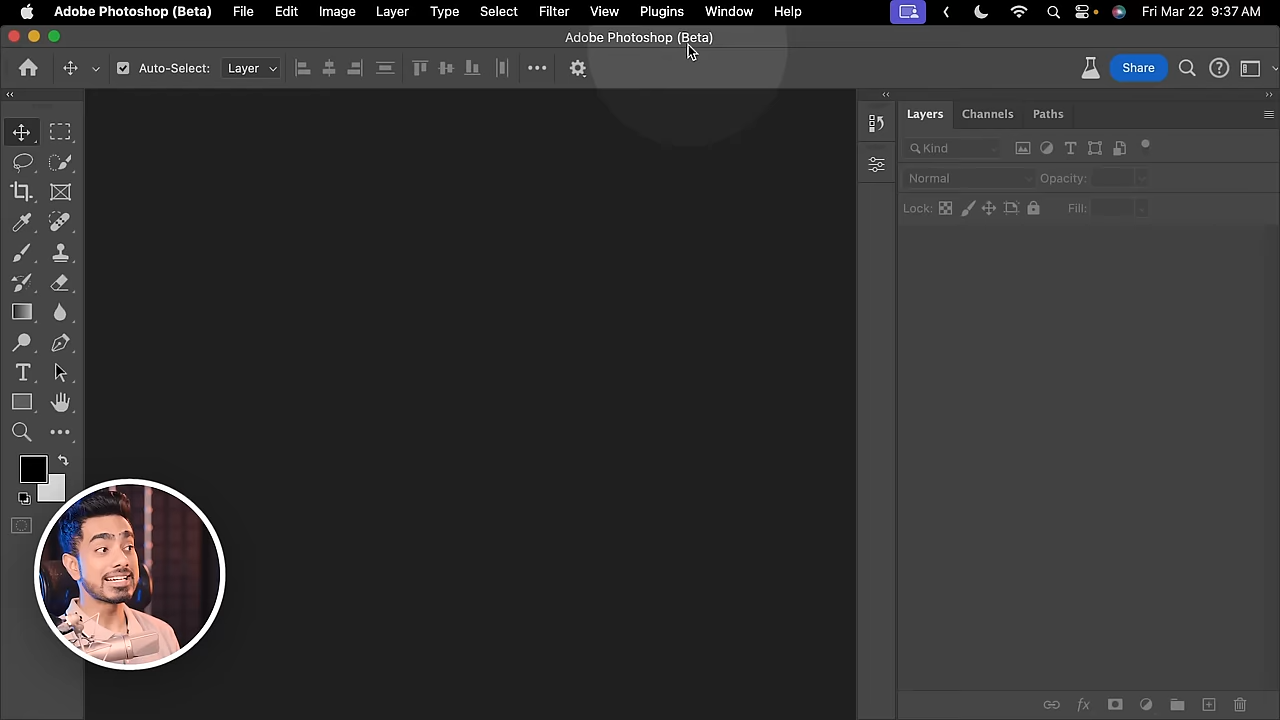 Adobe Photoshop (Beta) File Edit Image Layer Type Select Filter View Plugins Window Help Fri Mar 22 9:37 AM
Adobe Photoshop (Beta)
Auto-Select: Layer Share
Layers Channels Paths
Kind
Normal Opacity:
Lock: Fill: